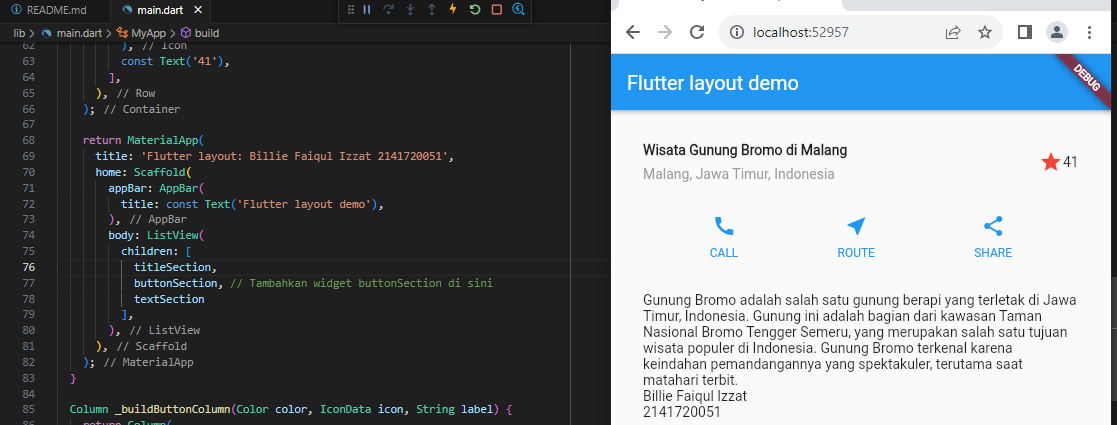 README.md
main.dart
lib > main.dart > MyApp > build
62 ), // Icon
63 const Text('41'),
64 ],
65 ), // Row
66 ); // Container
67
68 return MaterialApp(
69 title: 'Flutter layout: Billie Faiqul Izzat 2141720051',
70 home: Scaffold(
71 appBar: AppBar(
72 title: const Text('Flutter layout demo'),
73 ), // AppBar
74 body: ListView(
75 children: [
76 titleSection,
77 buttonSection, // Tambahkan widget buttonSection di sini
78 textSection
79 ],
80 ), // ListView
81 ), // Scaffold
82 ); // MaterialApp
83 }
84
85 Column _buildButtonColumn(Color color, IconData icon, String label) {
86 return Column(
localhost:52957
Flutter layout demo
DEBUG
Wisata Gunung Bromo di Malang
Malang, Jawa Timur, Indonesia
41
CALL
ROUTE
SHARE
Gunung Bromo adalah salah satu gunung berapi yang terletak di Jawa
Timur, Indonesia. Gunung ini adalah bagian dari kawasan Taman
Nasional Bromo Tengger Semeru, yang merupakan salah satu tujuan
wisata populer di Indonesia. Gunung Bromo terkenal karena
keindahan pemandangannya yang spektakuler, terutama saat
matahari terbit.
Billie Faiqul Izzat
2141720051